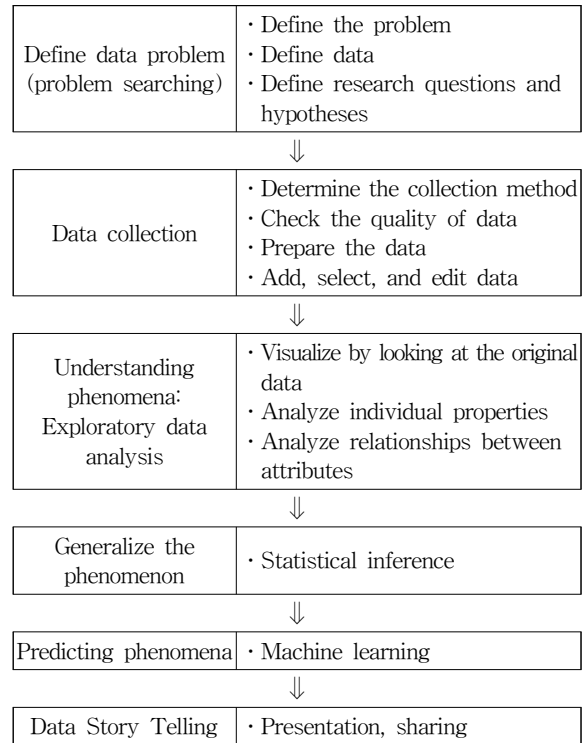 Define data problem
(problem searching)
· Define the problem
· Define data
· Define research questions and
hypotheses
⇓
Data collection
· Determine the collection method
· Check the quality of data
· Prepare the data
· Add, select, and edit data
⇓
Understanding
phenomena:
Exploratory data
analysis
· Visualize by looking at the original
data
· Analyze individual properties
· Analyze relationships between
attributes
⇓
Generalize the
phenomenon
· Statistical inference
⇓
Predicting phenomena
· Machine learning
⇓
Data Story Telling
· Presentation, sharing